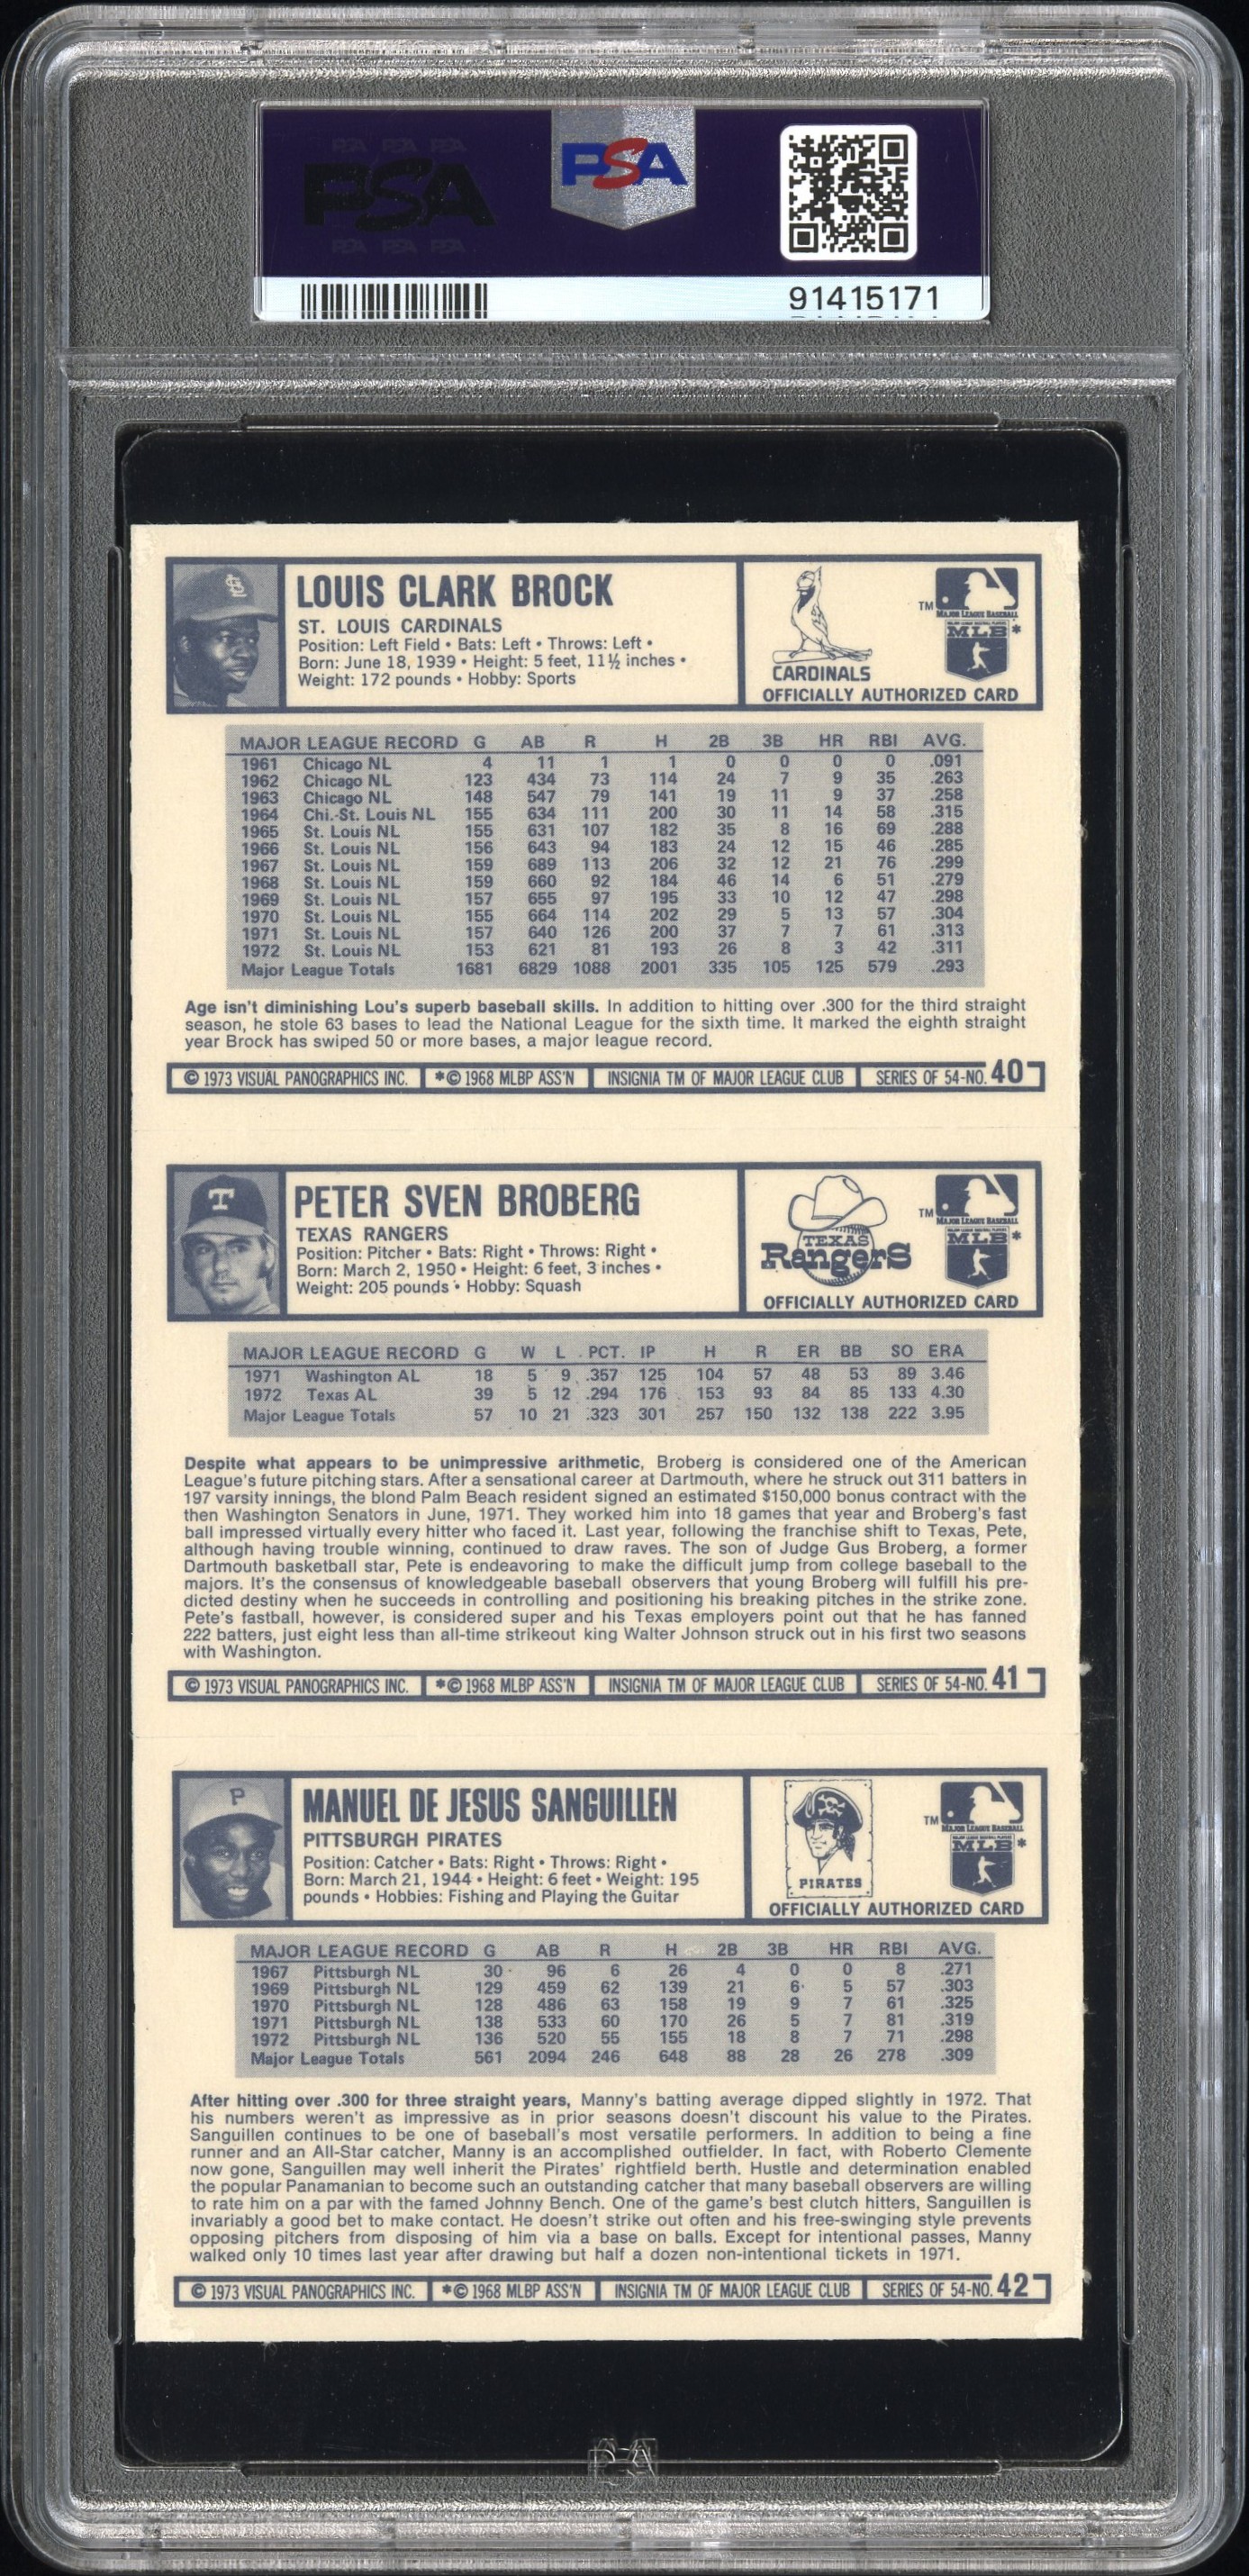 PSA PSA PSA
PSA
PSA PSA PSA
PSA
91415171
LOUIS CLARK BROCK
ST. LOUIS CARDINALS
Position: Left Field • Bats: Left • Throws: Left •
Born: June 18, 1939 • Height: 5 feet, 11½ inches •
Weight: 172 pounds • Hobby: Sports
CARDINALS
TM
MAJOR LEAGUE BASEBALL
MLB *
OFFICIALLY AUTHORIZED CARD
MAJOR LEAGUE RECORD G AB R H 2B 3B HR RBI AVG.
1961 Chicago NL 4 11 1 1 0 0 0 0 .091
1962 Chicago NL 123 434 73 114 24 7 9 35 .263
1963 Chicago NL 148 547 79 141 19 11 9 37 .258
1964 Chi.-St. Louis NL 155 634 111 200 30 11 14 58 .315
1965 St. Louis NL 155 631 107 182 35 8 16 69 .288
1966 St. Louis NL 156 643 94 183 24 12 15 46 .285
1967 St. Louis NL 159 689 113 206 32 12 21 76 .299
1968 St. Louis NL 159 660 92 184 46 14 6 51 .279
1969 St. Louis NL 157 655 97 195 33 10 12 47 .298
1970 St. Louis NL 155 664 114 202 29 5 13 57 .304
1971 St. Louis NL 157 640 126 200 37 7 7 61 .313
1972 St. Louis NL 153 621 81 193 26 8 3 42 .311
Major League Totals 1681 6829 1088 2001 335 105 125 579 .293
Age isn't diminishing Lou's superb baseball skills. In addition to hitting over .300 for the third straight
season, he stole 63 bases to lead the National League for the sixth time. It marked the eighth straight
year Brock has swiped 50 or more bases, a major league record.
© 1973 VISUAL PANOGRAPHICS INC. *© 1968 MLBP ASS'N INSIGNIA TM OF MAJOR LEAGUE CLUB SERIES OF 54-NO. 40
PETER SVEN BROBERG
TEXAS RANGERS
Position: Pitcher • Bats: Right • Throws: Right •
Born: March 2, 1950 • Height: 6 feet, 3 inches •
Weight: 205 pounds • Hobby: Squash
TEXAS
RangerS
TM
MAJOR LEAGUE BASEBALL
MLB *
OFFICIALLY AUTHORIZED CARD
MAJOR LEAGUE RECORD G W L PCT. IP H R ER BB SO ERA
1971 Washington AL 18 5 9 .357 125 104 57 48 53 89 3.46
1972 Texas AL 39 5 12 .294 176 153 93 84 85 133 4.30
Major League Totals 57 10 21 .323 301 257 150 132 138 222 3.95
Despite what appears to be unimpressive arithmetic, Broberg is considered one of the American
League's future pitching stars. After a sensational career at Dartmouth, where he struck out 311 batters in
197 varsity innings, the blond Palm Beach resident signed an estimated $150,000 bonus contract with the
then Washington Senators in June, 1971. They worked him into 18 games that year and Broberg's fast
ball impressed virtually every hitter who faced it. Last year, following the franchise shift to Texas, Pete,
although having trouble winning, continued to draw raves. The son of Judge Gus Broberg, a former
Dartmouth basketball star, Pete is endeavoring to make the difficult jump from college baseball to the
majors. It's the consensus of knowledgeable baseball observers that young Broberg will fulfill his pre-
dicted destiny when he succeeds in controlling and positioning his breaking pitches in the strike zone.
Pete's fastball, however, is considered super and his Texas employers point out that he has fanned
222 batters, just eight less than all-time strikeout king Walter Johnson struck out in his first two seasons
with Washington.
© 1973 VISUAL PANOGRAPHICS INC. *© 1968 MLBP ASS'N INSIGNIA TM OF MAJOR LEAGUE CLUB SERIES OF 54-NO. 41
MANUEL DE JESUS SANGUILLEN
PITTSBURGH PIRATES
Position: Catcher • Bats: Right • Throws: Right •
Born: March 21, 1944 • Height: 6 feet • Weight: 195
pounds • Hobbies: Fishing and Playing the Guitar
PIRATES
TM
MAJOR LEAGUE BASEBALL
MLB *
OFFICIALLY AUTHORIZED CARD
MAJOR LEAGUE RECORD G AB R H 2B 3B HR RBI AVG.
1967 Pittsburgh NL 30 96 6 26 4 0 0 8 .271
1969 Pittsburgh NL 129 459 62 139 21 6 5 57 .303
1970 Pittsburgh NL 128 486 63 158 19 9 7 61 .325
1971 Pittsburgh NL 138 533 60 170 26 5 7 81 .319
1972 Pittsburgh NL 136 520 55 155 18 8 7 71 .298
Major League Totals 561 2094 246 648 88 28 26 278 .309
After hitting over .300 for three straight years, Manny's batting average dipped slightly in 1972. That
his numbers weren't as impressive as in prior seasons doesn't discount his value to the Pirates.
Sanguillen continues to be one of baseball's most versatile performers. In addition to being a fine
runner and an All-Star catcher, Manny is an accomplished outfielder. In fact, with Roberto Clemente
now gone, Sanguillen may well inherit the Pirates' rightfield berth. Hustle and determination enabled
the popular Panamanian to become such an outstanding catcher that many baseball observers are willing
to rate him on a par with the famed Johnny Bench. One of the game's best clutch hitters, Sanguillen is
invariably a good bet to make contact. He doesn't strike out often and his free-swinging style prevents
opposing pitchers from disposing of him via a base on balls. Except for intentional passes, Manny
walked only 10 times last year after drawing but half a dozen non-intentional tickets in 1971.
© 1973 VISUAL PANOGRAPHICS INC. *© 1968 MLBP ASS'N INSIGNIA TM OF MAJOR LEAGUE CLUB SERIES OF 54-NO. 42
PSA